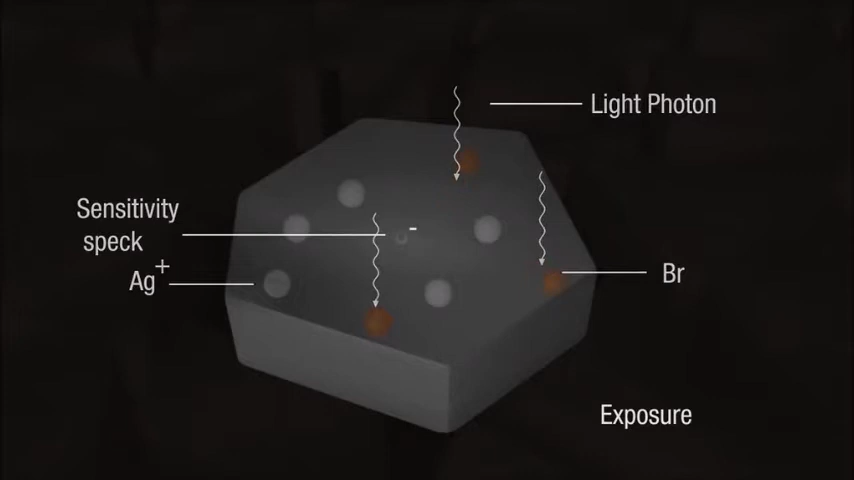 Light Photon
Sensitivity
speck
-
Ag+
Br
Exposure